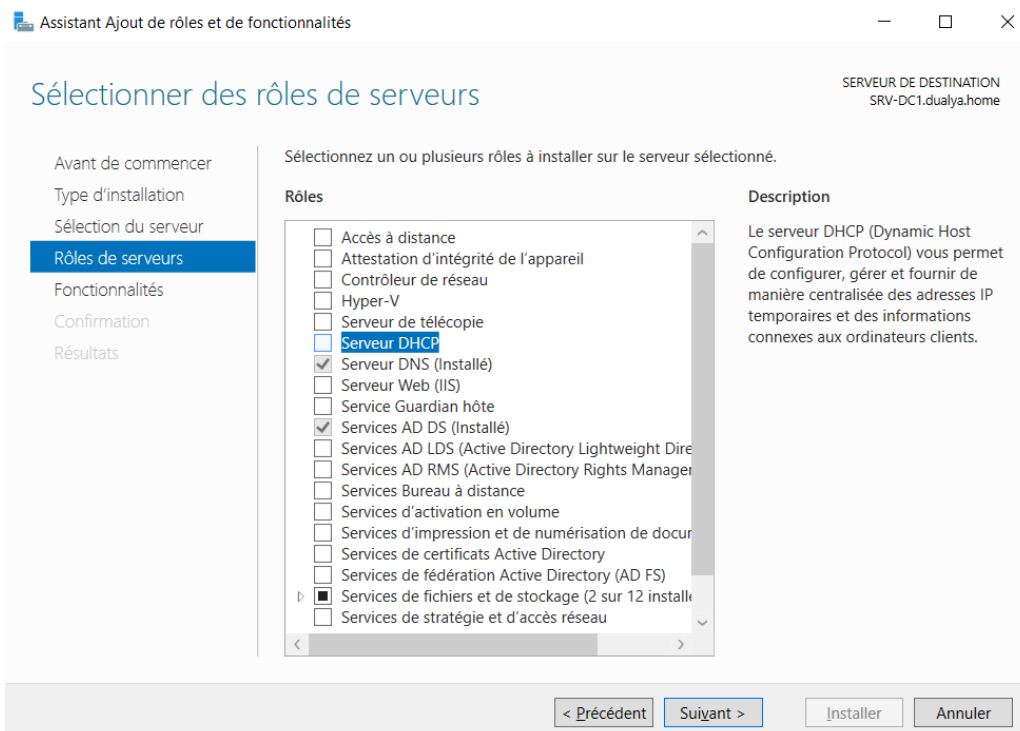 Assistant Ajout de rôles et de fonctionnalités
Sélectionner des rôles de serveurs
SERVEUR DE DESTINATION
SRV-DC1.dualya.home
Avant de commencer
Type d'installation
Sélection du serveur
Rôles de serveurs
Fonctionnalités
Confirmation
Résultats
Sélectionnez un ou plusieurs rôles à installer sur le serveur sélectionné.
Rôles
Accès à distance
Attestation d'intégrité de l'appareil
Contrôleur de réseau
Hyper-V
Serveur de télécopie
Serveur DHCP
Serveur DNS (Installé)
Serveur Web (IIS)
Service Guardian hôte
Services AD DS (Installé)
Services AD LDS (Active Directory Lightweight Dire
Services AD RMS (Active Directory Rights Manager
Services Bureau à distance
Services d'activation en volume
Services d'impression et de numérisation de docur
Services de certificats Active Directory
Services de fédération Active Directory (AD FS)
Services de fichiers et de stockage (2 sur 12 installé
Services de stratégie et d'accès réseau
Description
Le serveur DHCP (Dynamic Host
Configuration Protocol) vous permet
de configurer, gérer et fournir de
manière centralisée des adresses IP
temporaires et des informations
connexes aux ordinateurs clients.
< Précédent
Suivant >
Installer
Annuler